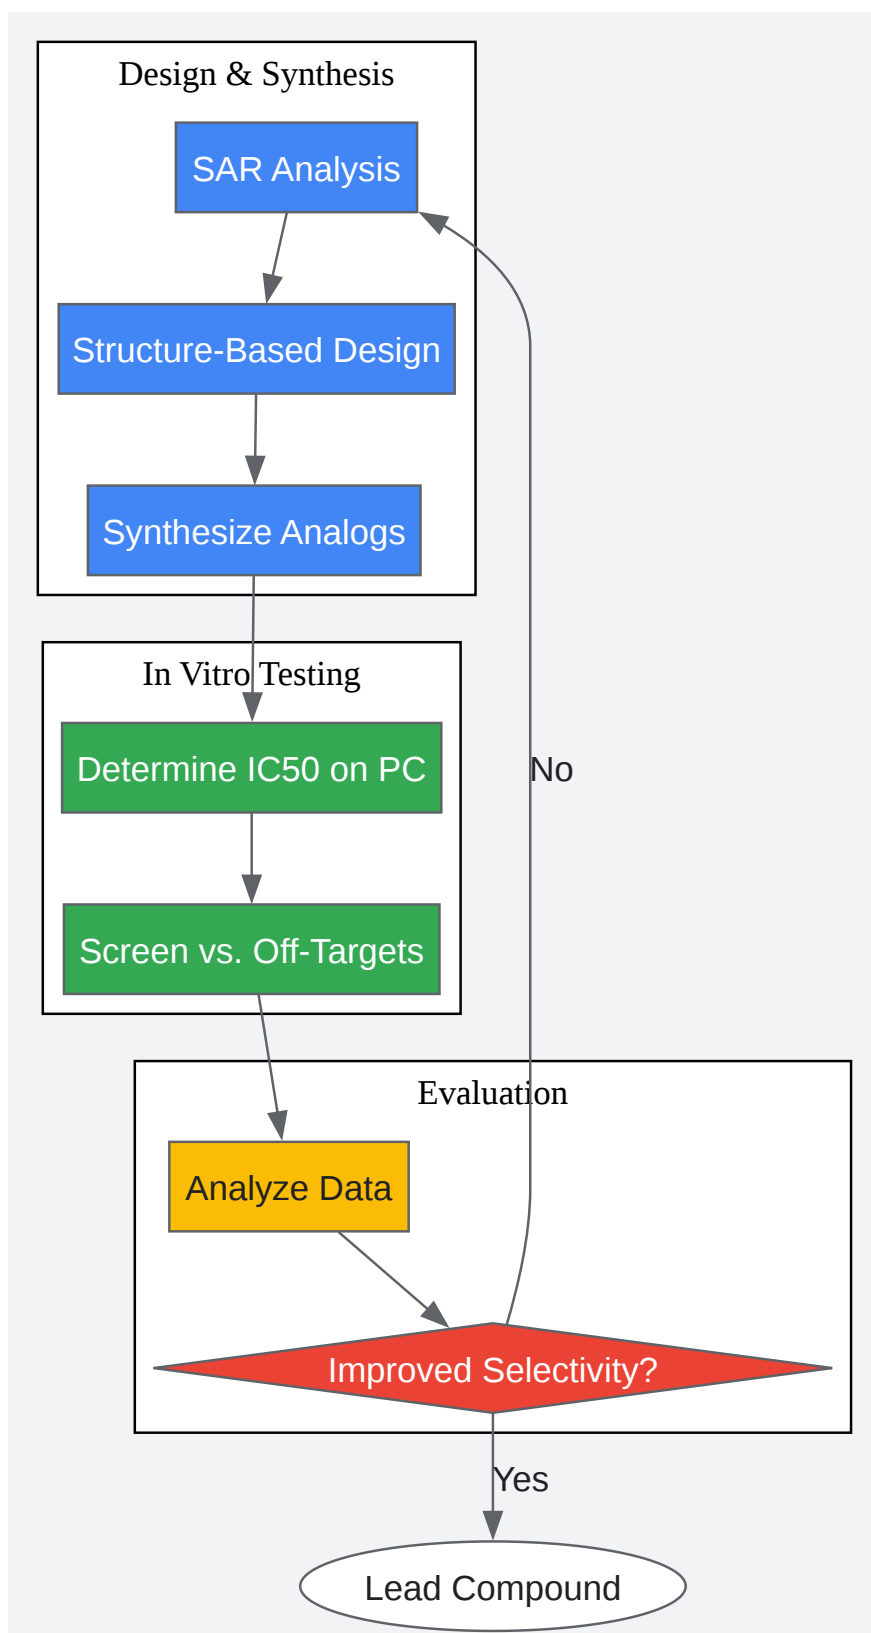 Design & Synthesis
SAR Analysis
Structure-Based Design
Synthesize Analogs
In Vitro Testing
Determine IC50 on PC
No
Screen vs. Off-Targets
Evaluation
Analyze Data
Improved Selectivity?
Yes
Lead Compound